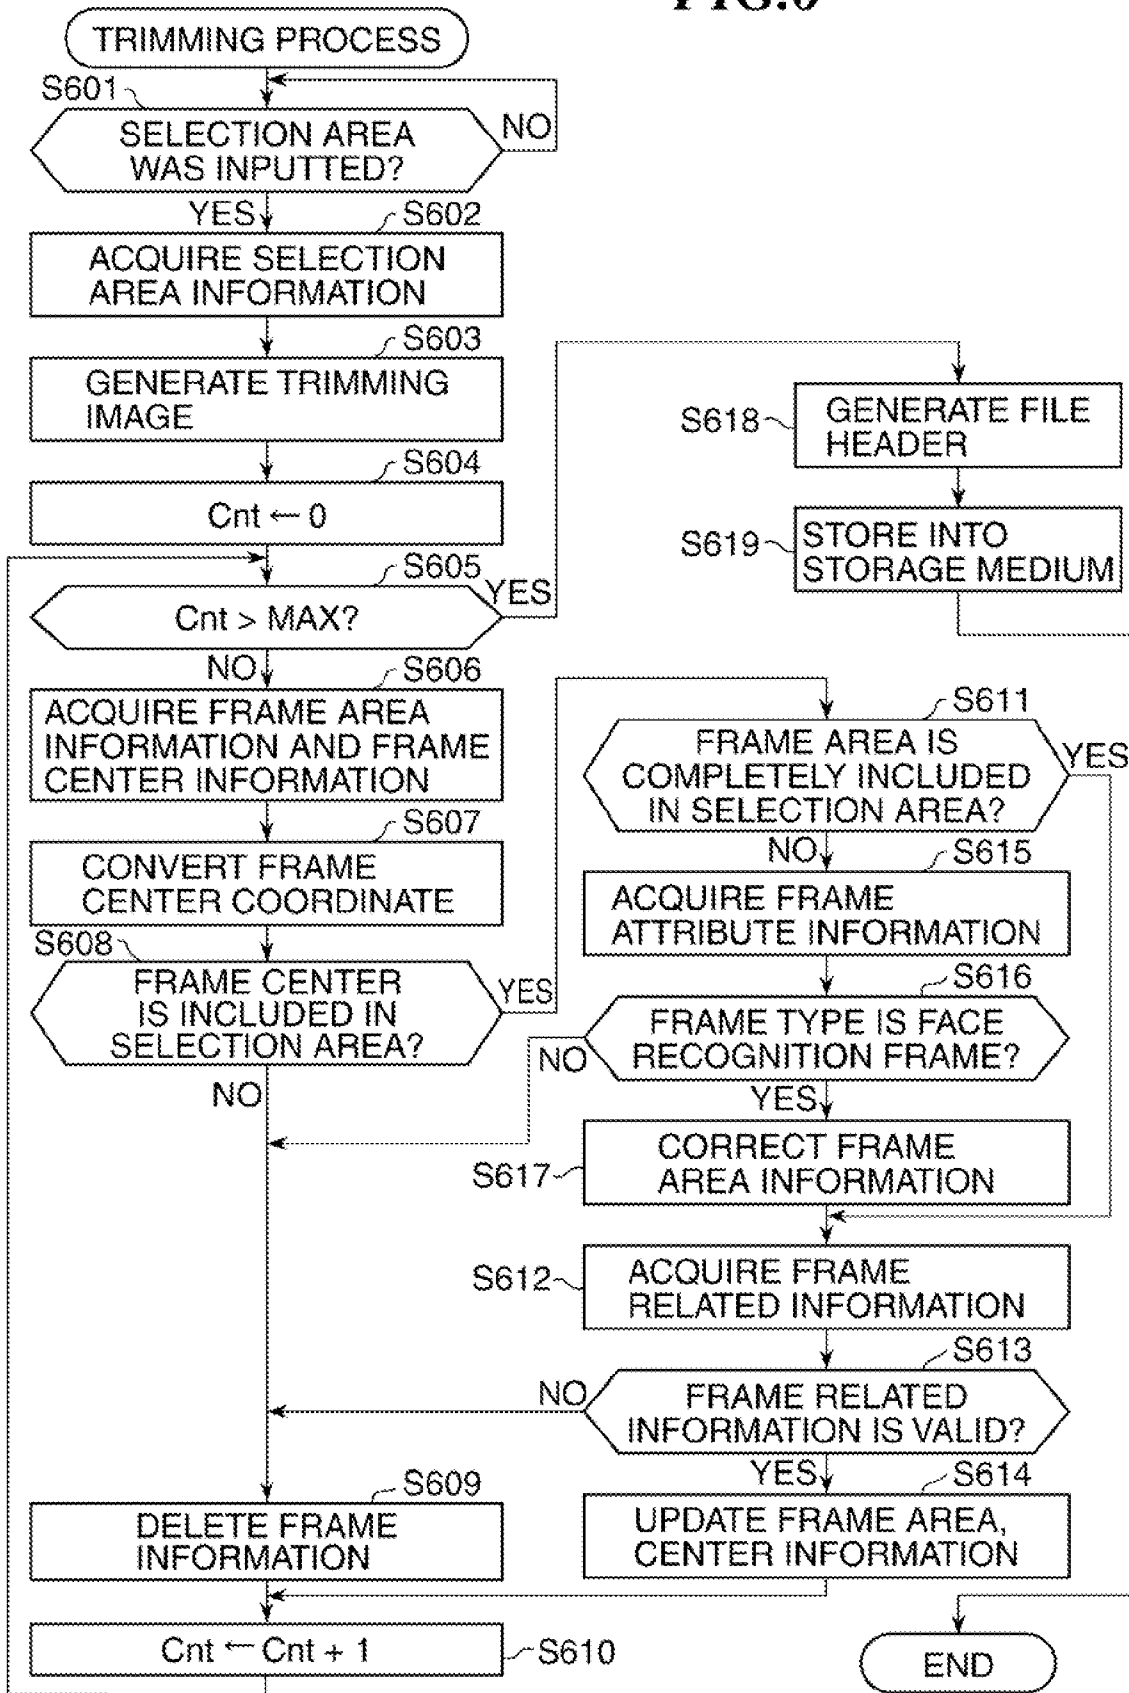 FIG.6
TRIMMING PROCESS
S601
SELECTION AREA
WAS INPUTTED?
NO
YES
S602
ACQUIRE SELECTION
AREA INFORMATION
S603
GENERATE TRIMMING
IMAGE
S604
Cnt ← 0
S605
Cnt > MAX?
YES
NO
S606
ACQUIRE FRAME AREA
INFORMATION AND FRAME
CENTER INFORMATION
S607
CONVERT FRAME
CENTER COORDINATE
S608
FRAME CENTER
IS INCLUDED IN
SELECTION AREA?
YES
NO
S609
DELETE FRAME
INFORMATION
Cnt ← Cnt + 1
S610
S618
GENERATE FILE
HEADER
S619
STORE INTO
STORAGE MEDIUM
S611
FRAME AREA IS
COMPLETELY INCLUDED
IN SELECTION AREA?
YES
NO
S615
ACQUIRE FRAME
ATTRIBUTE INFORMATION
S616
FRAME TYPE IS FACE
RECOGNITION FRAME?
NO
YES
S617
CORRECT FRAME
AREA INFORMATION
S612
ACQUIRE FRAME
RELATED INFORMATION
S613
FRAME RELATED
INFORMATION IS VALID?
NO
YES
S614
UPDATE FRAME AREA,
CENTER INFORMATION
END